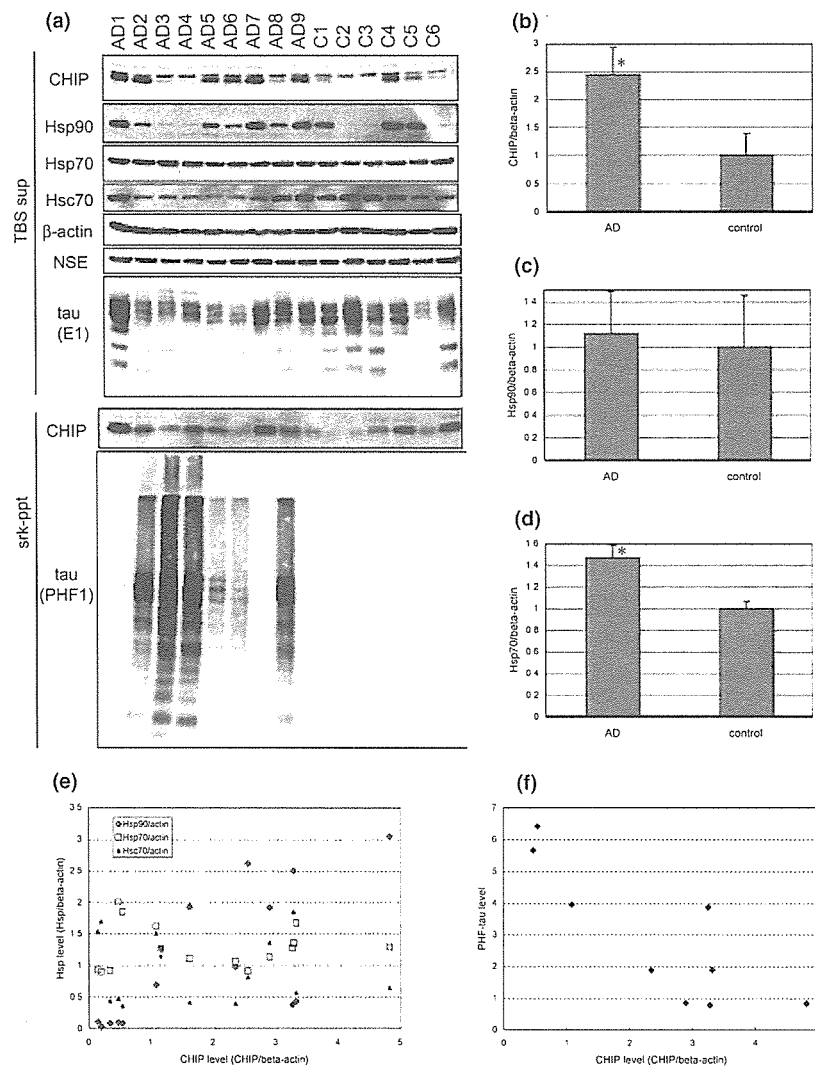 (a)
AD1 AD2 AD3 AD4 AD5 AD6 AD7 AD8 AD9 C1 C2 C3 C4 C5 C6
TBS sup
CHIP
Hsp90
Hsp70
Hsc70
β-actin
NSE
tau
(E1)
srk-ppt
CHIP
tau
(PHF1)
(b)
CHIP/beta-actin
3
2.5
2
1.5
1
0.5
0
*
AD control
(c)
Hsp90/beta-actin
1.4
1.2
1
0.8
0.6
0.4
0.2
0
AD control
(d)
Hsp70/beta-actin
1.6
1.4
1.2
1
0.8
0.6
0.4
0.2
0
*
AD control
(e)
Hsp level (Hsp/beta-actin)
3.5
3
2.5
2
1.5
1
0.5
0
Hsp90/actin
Hsp70/actin
Hsc70/actin
0 1 2 3 4 5
CHIP level (CHIP/beta-actin)
(f)
PHF-tau level
7
6
5
4
3
2
1
0
0 1 2 3 4 5
CHIP level (CHIP/beta-actin)